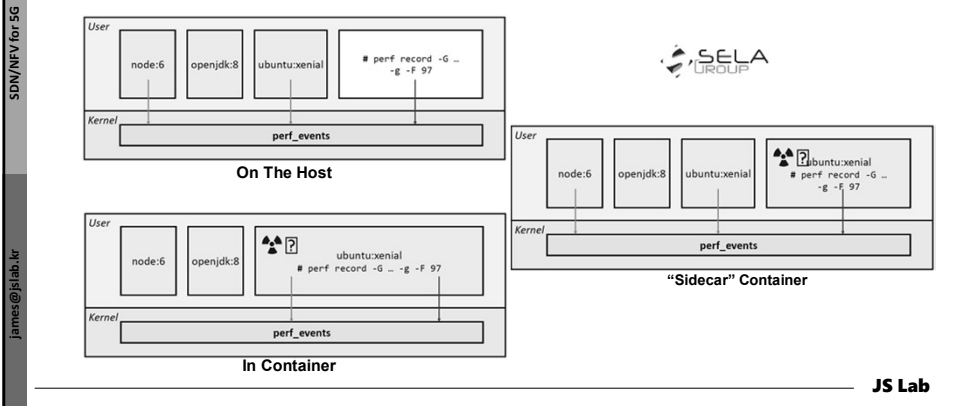 SDN/NFV for 5G
james@jslab.kr
User
node:6
openjdk:8
ubuntu:xenial
# perf record -G …
-g -F 97
Kernel
perf_events
On The Host
SELA
GROUP
User
node:6
openjdk:8
ubuntu:xenial
?
ubuntu:xenial
# perf record -G …
-g -F 97
Kernel
perf_events
“Sidecar” Container
User
node:6
openjdk:8
?
ubuntu:xenial
# perf record -G … -g -F 97
Kernel
perf_events
In Container
JS Lab